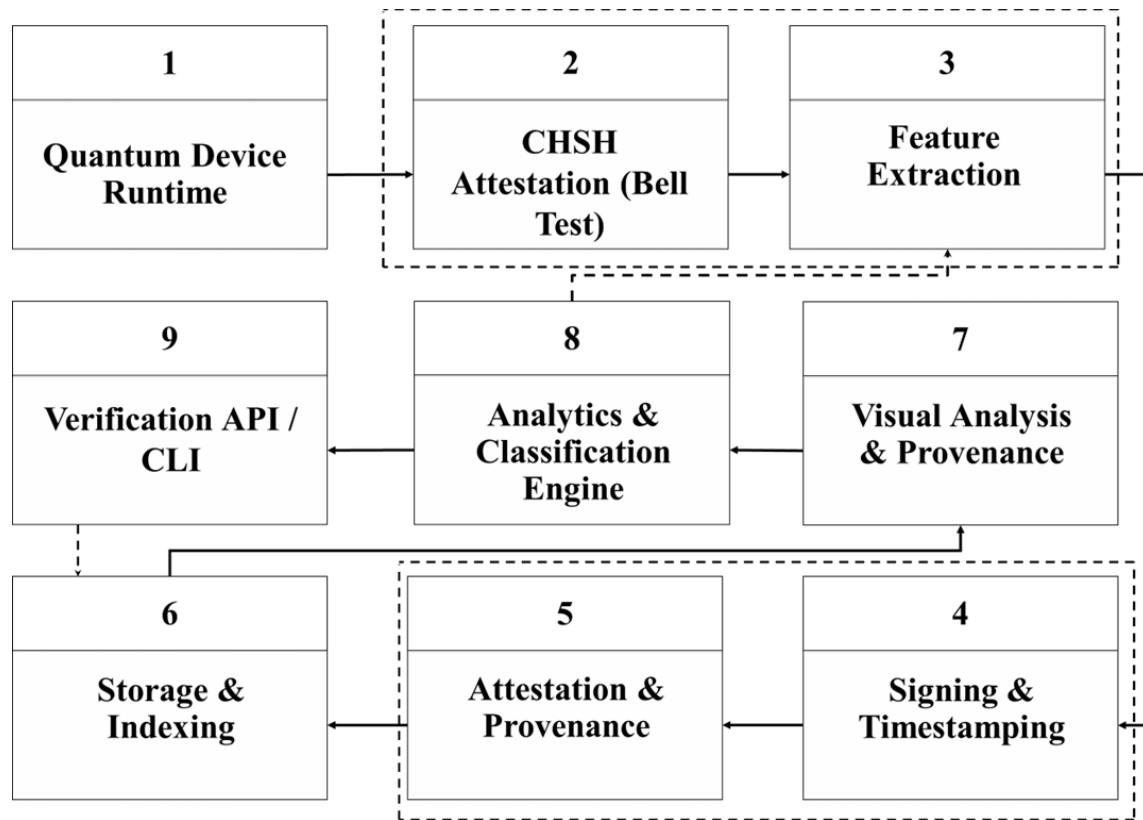 1
Quantum Device
Runtime
2
CHSH
Attestation (Bell
Test)
3
Feature
Extraction
9
Verification API /
CLI
8
Analytics &
Classification
Engine
7
Visual Analysis
& Provenance
6
Storage &
Indexing
5
Attestation &
Provenance
4
Signing &
Timestamping